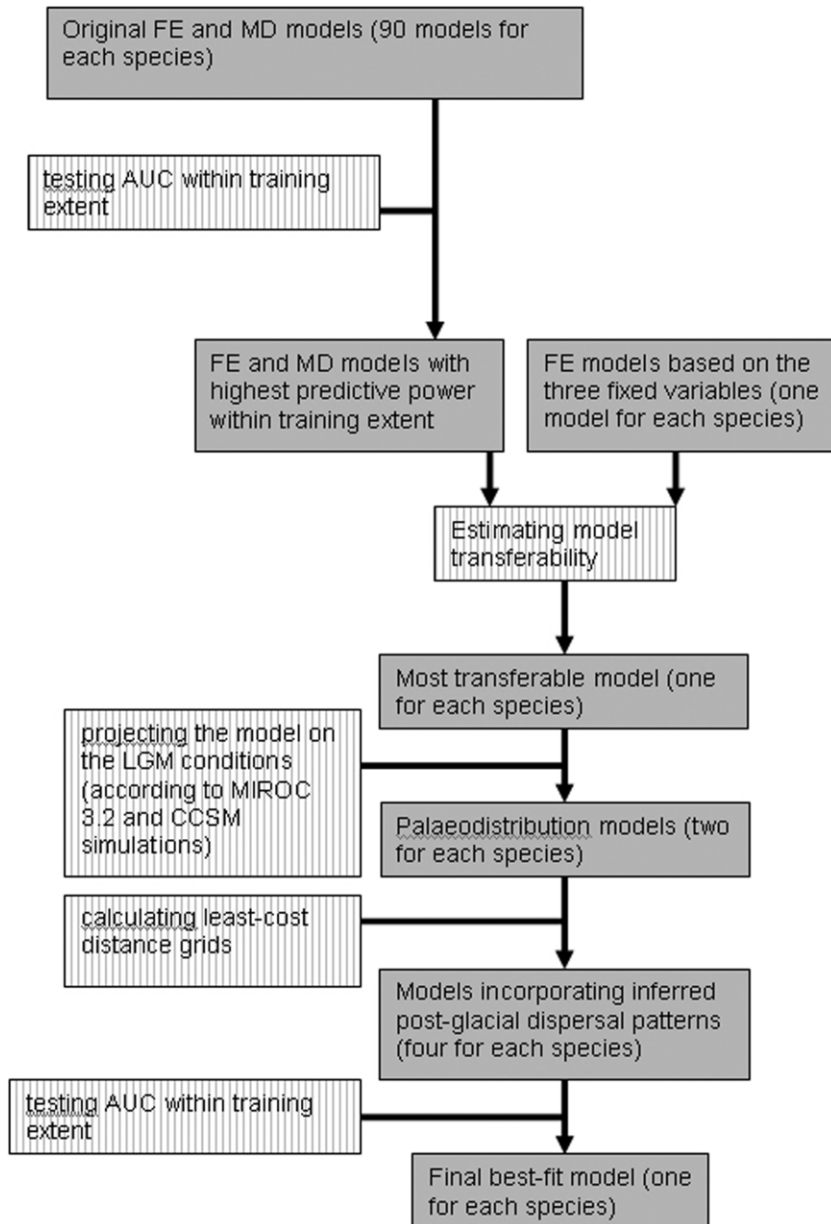 Original FE and MD models (90 models for
each species)
testing AUC within training
extent
FE and MD models with
highest predictive power
within training extent
FE models based on the
three fixed variables (one
model for each species)
Estimating model
transferability
Most transferable model (one
for each species)
projecting the model on
the LGM conditions
(according to MIROC
3.2 and CCSM
simulations)
Palaeodistribution models (two
for each species)
calculating least-cost
distance grids
Models incorporating inferred
post-glacial dispersal patterns
(four for each species)
testing AUC within training
extent
Final best-fit model (one
for each species)